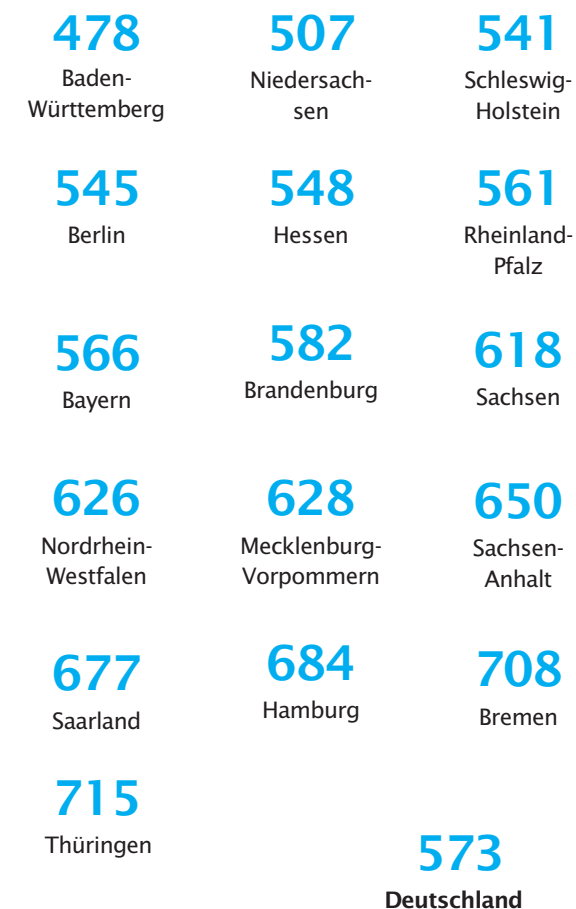 478
Baden-
Württemberg
507
Niedersach-
sen
541
Schleswig-
Holstein
545
Berlin
548
Hessen
561
Rheinland-
Pfalz
566
Bayern
582
Brandenburg
618
Sachsen
626
Nordrhein-
Westfalen
628
Mecklenburg-
Vorpommern
650
Sachsen-
Anhalt
677
Saarland
684
Hamburg
708
Bremen
715
Thüringen
573
Deutschland